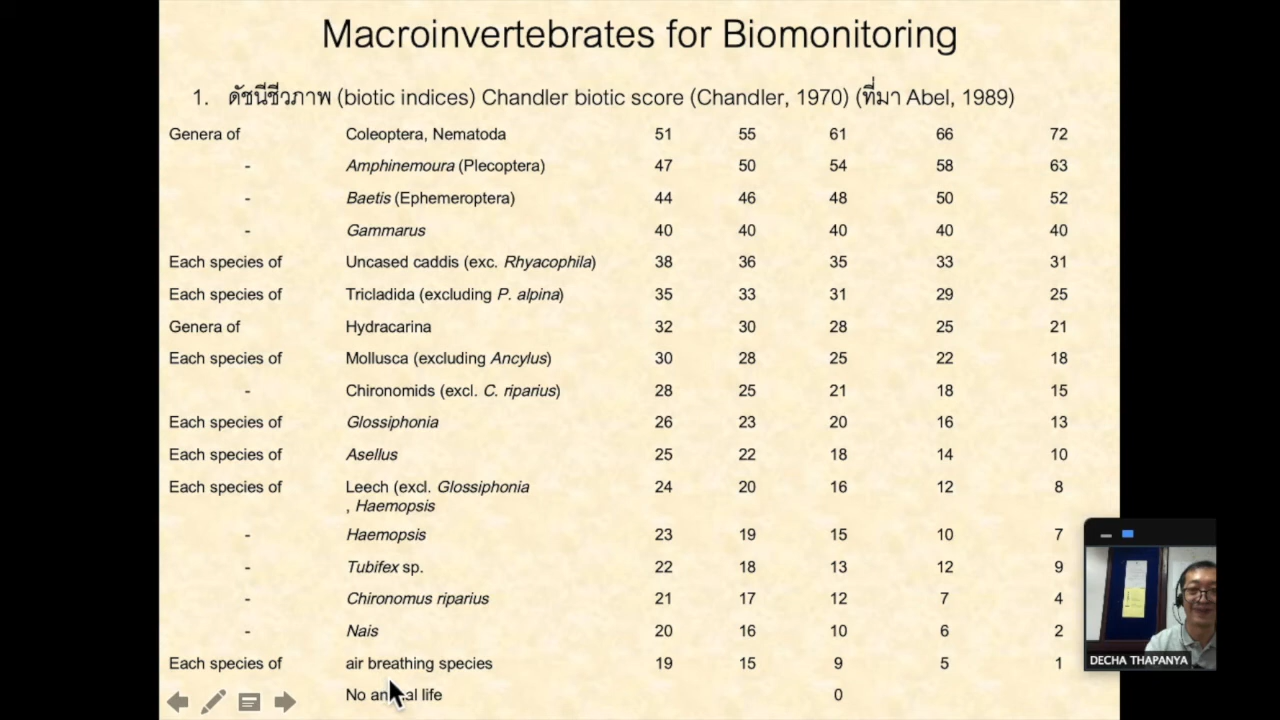 Macroinvertebrates for Biomonitoring
1. ดัชนีชีวภาพ (biotic indices) Chandler biotic score (Chandler, 1970) (ที่มา Abel, 1989)
Genera of Coleoptera, Nematoda 51 55 61 66 72
- Amphinemoura (Plecoptera) 47 50 54 58 63
- Baetis (Ephemeroptera) 44 46 48 50 52
- Gammarus 40 40 40 40 40
Each species of Uncased caddis (exc. Rhyacophila) 38 36 35 33 31
Each species of Tricladida (excluding P. alpina) 35 33 31 29 25
Genera of Hydracarina 32 30 28 25 21
Each species of Mollusca (excluding Ancylus) 30 28 25 22 18
- Chironomids (excl. C. riparius) 28 25 21 18 15
Each species of Glossiphonia 26 23 20 16 13
Each species of Asellus 25 22 18 14 10
Each species of Leech (excl. Glossiphonia 24 20 16 12 8
, Haemopsis
- Haemopsis 23 19 15 10 7
- Tubifex sp. 22 18 13 12 9
- Chironomus riparius 21 17 12 7 4
- Nais 20 16 10 6 2
Each species of air breathing species 19 15 9 5 1
No life 0
DECHA THAPANYA